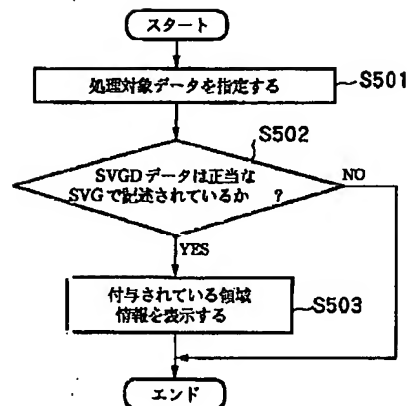 スタート
処理対象データを指定する
S501
S502
SVGDデータは正当な
SVGで記述されているか ?
NO
YES
付与されている領域
情報を表示する
S503
エンド